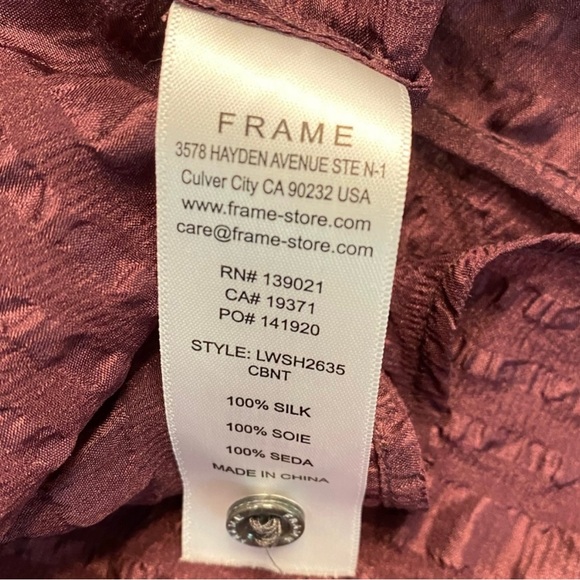 FRAME
3578 HAYDEN AVENUE STE N-1
Culver City CA 90232 USA
www.frame-store.com
care@frame-store.com
RN# 139021
CA# 19371
PO# 141920
STYLE: LWSH2635
CBNT
100% SILK
100% SOIE
100% SEDA
MADE IN CHINA